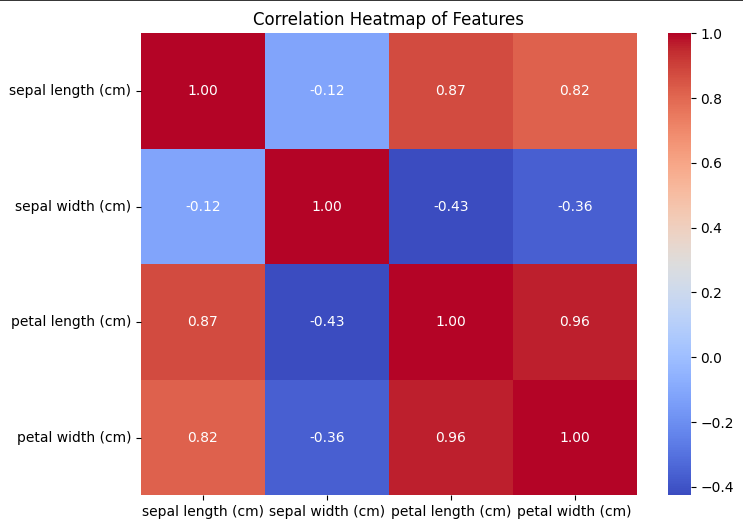 Correlation Heatmap of Features
sepal length (cm) 1.00 -0.12 0.87 0.82
sepal width (cm) -0.12 1.00 -0.43 -0.36
petal length (cm) 0.87 -0.43 1.00 0.96
petal width (cm) 0.82 -0.36 0.96 1.00
sepal length (cm) sepal width (cm) petal length (cm) petal width (cm)
1.0
0.8
0.6
0.4
0.2
0.0
−0.2
−0.4